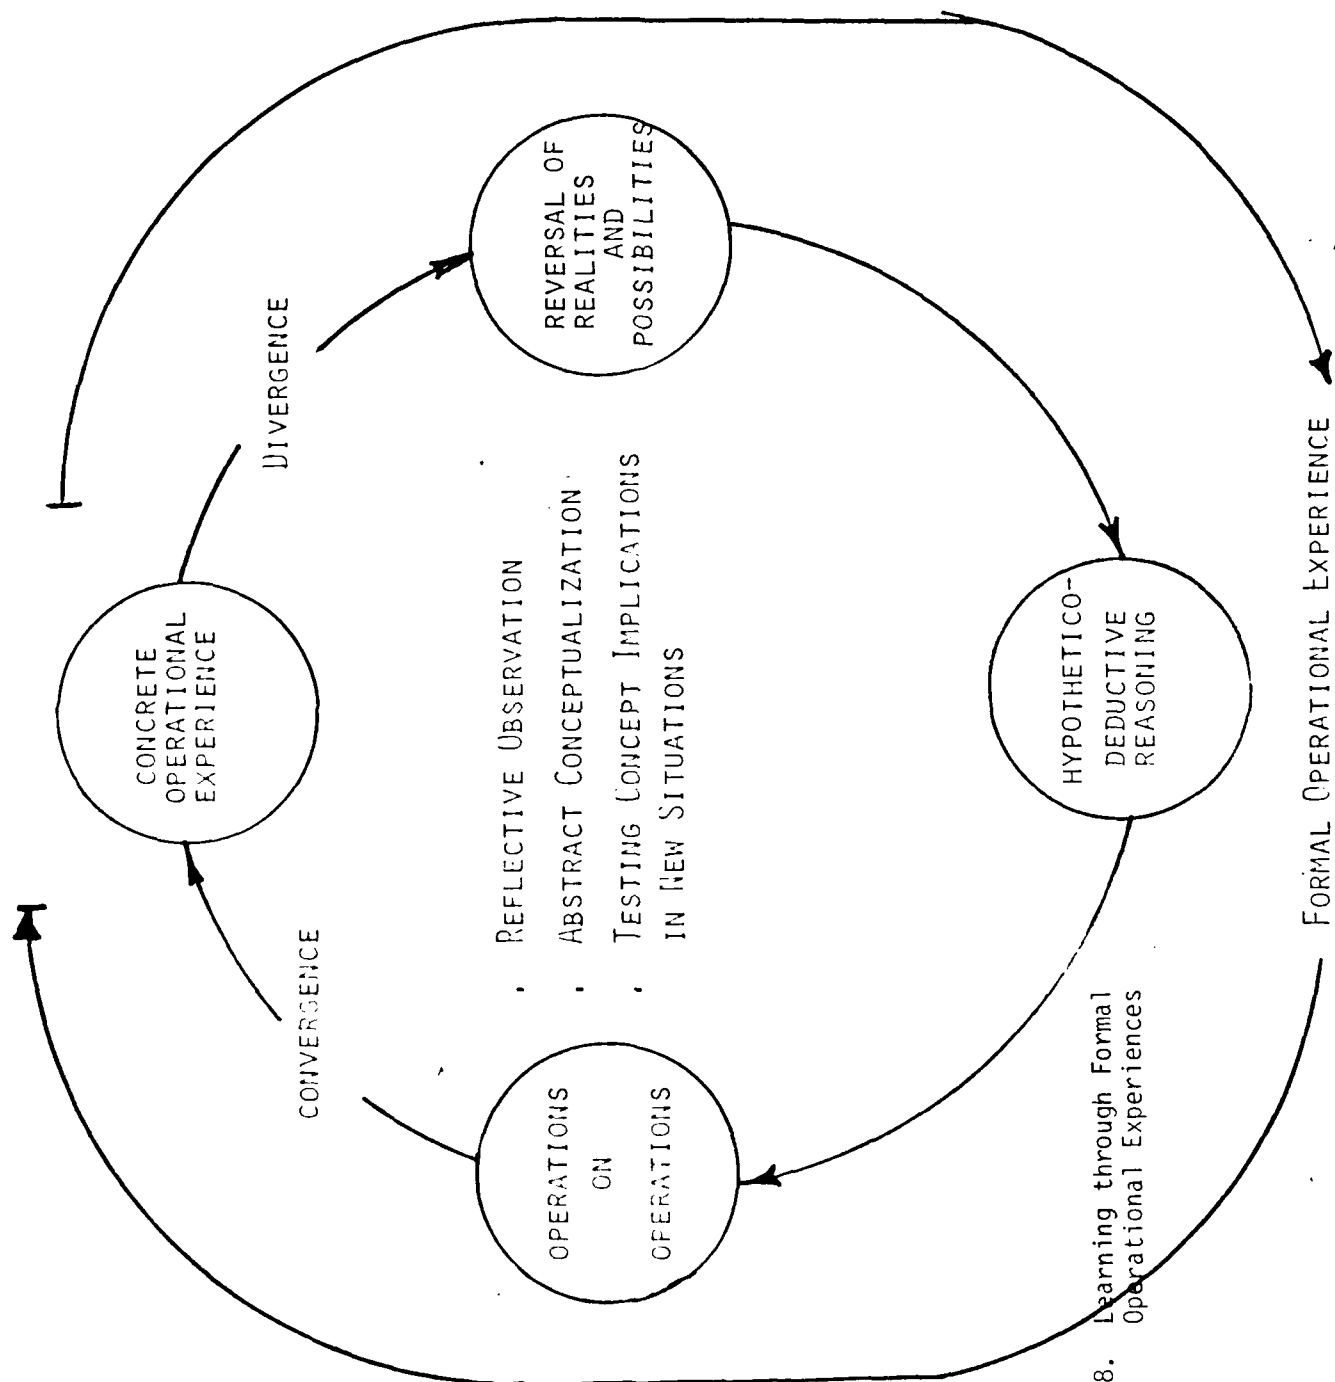 CONCRETE
OPERATIONAL
EXPERIENCE
DIVERGENCE
REVERSAL OF
REALITIES
AND
POSSIBILITIES
CONVERGENCE
· REFLECTIVE OBSERVATION
· ABSTRACT CONCEPTUALIZATION
· TESTING CONCEPT IMPLICATIONS
IN NEW SITUATIONS
OPERATIONS
ON
OPERATIONS
HYPOTHETICO-
DEDUCTIVE
REASONING
FORMAL OPERATIONAL EXPERIENCE
8. Learning through Formal
Operational Experiences